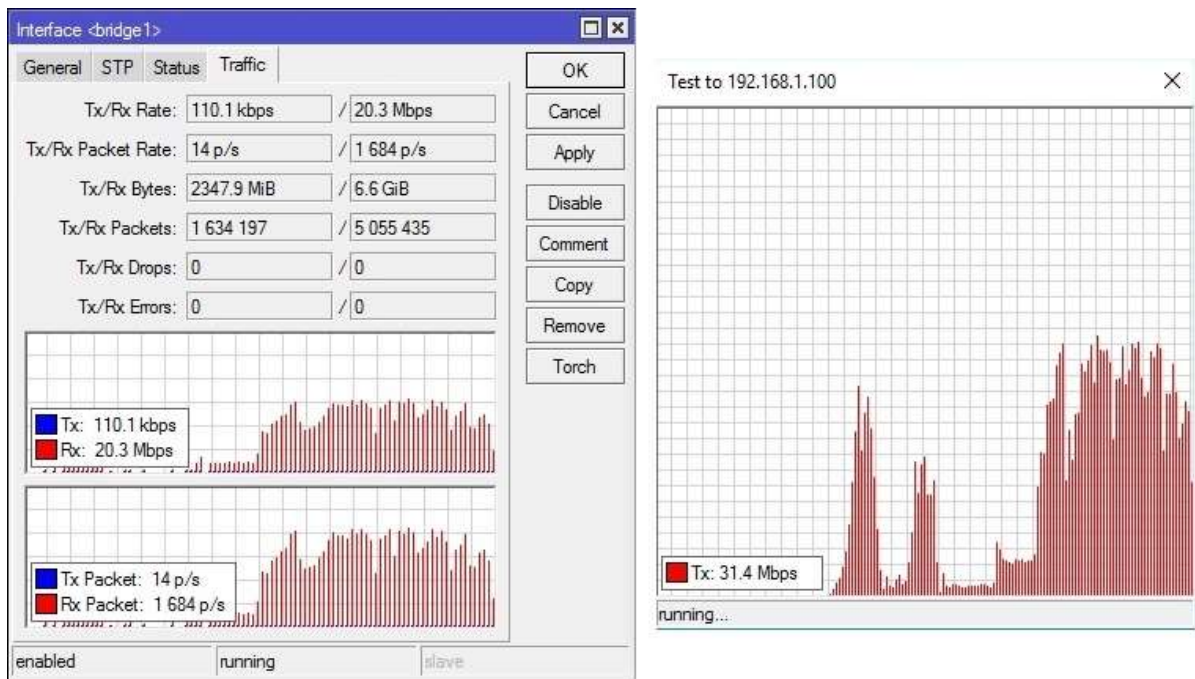 Interface <bridge1>
General STP Status Traffic
Tx/Rx Rate: 110.1 kbps / 20.3 Mbps
Tx/Rx Packet Rate: 14 p/s / 1 684 p/s
Tx/Rx Bytes: 2347.9 MiB / 6.6 GiB
Tx/Rx Packets: 1 634 197 / 5 055 435
Tx/Rx Drops: 0 / 0
Tx/Rx Errors: 0 / 0
Tx: 110.1 kbps
Rx: 20.3 Mbps
Tx Packet: 14 p/s
Rx Packet: 1 684 p/s
enabled running slave
OK
Cancel
Apply
Disable
Comment
Copy
Remove
Torch
Test to 192.168.1.100
Tx: 31.4 Mbps
running...